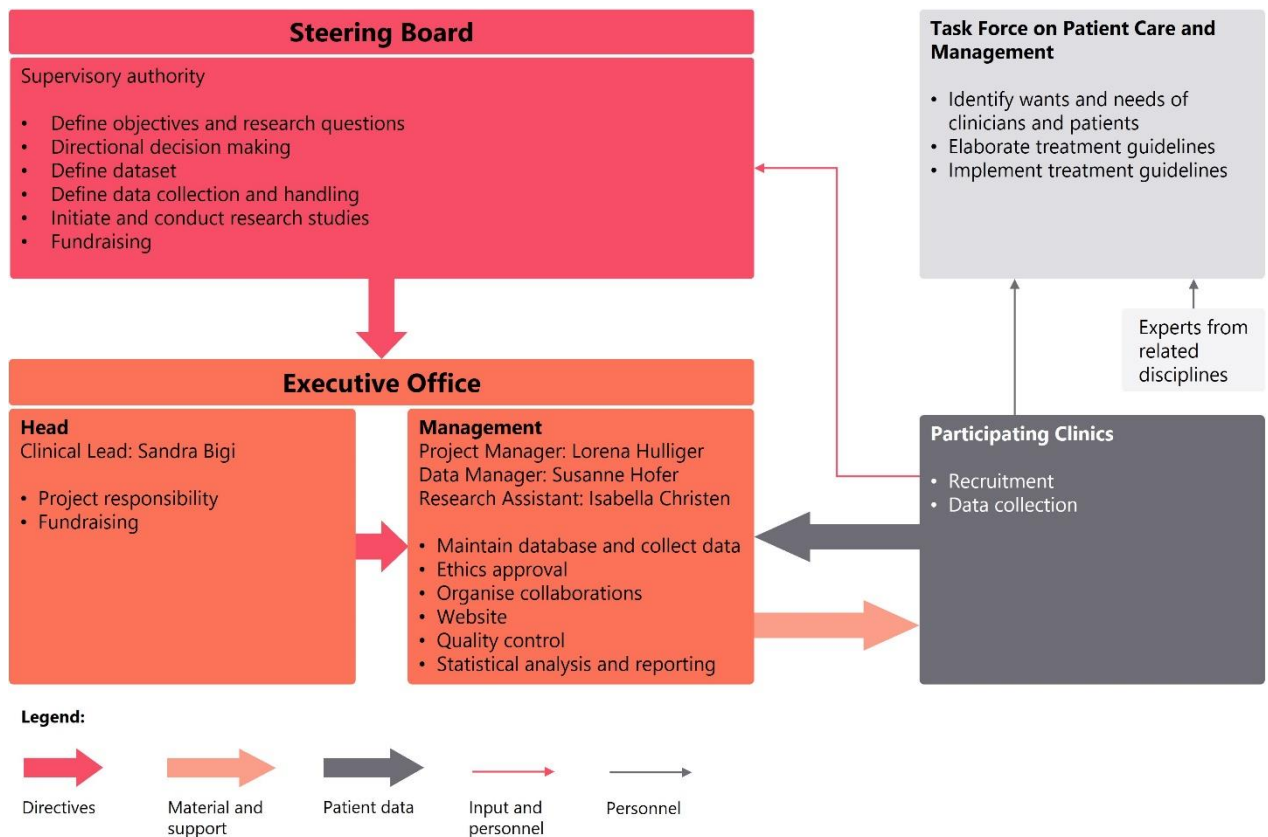 Steering Board
Supervisory authority
• Define objectives and research questions
• Directional decision making
• Define dataset
• Define data collection and handling
• Initiate and conduct research studies
• Fundraising
Task Force on Patient Care and
Management
• Identify wants and needs of
clinicians and patients
• Elaborate treatment guidelines
• Implement treatment guidelines
Experts from
related
disciplines
Executive Office
Head
Clinical Lead: Sandra Bigi
• Project responsibility
• Fundraising
Management
Project Manager: Lorena Hulliger
Data Manager: Susanne Hofer
Research Assistant: Isabella Christen
• Maintain database and collect data
• Ethics approval
• Organise collaborations
• Website
• Quality control
• Statistical analysis and reporting
Participating Clinics
• Recruitment
• Data collection
Legend:
Directives
Material and
support
Patient data
Input and
personnel
Personnel